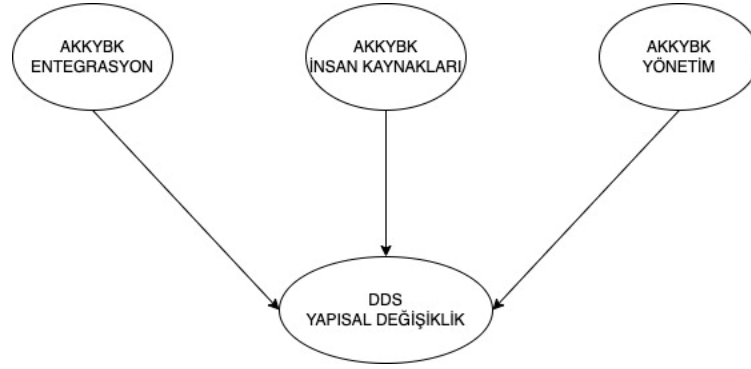 AKKYBK
ENTEGRASYON
AKKYBK
İNSAN KAYNAKLARI
AKKYBK
YÖNETİM
DDS
YAPISAL DEĞİŞİKLİK